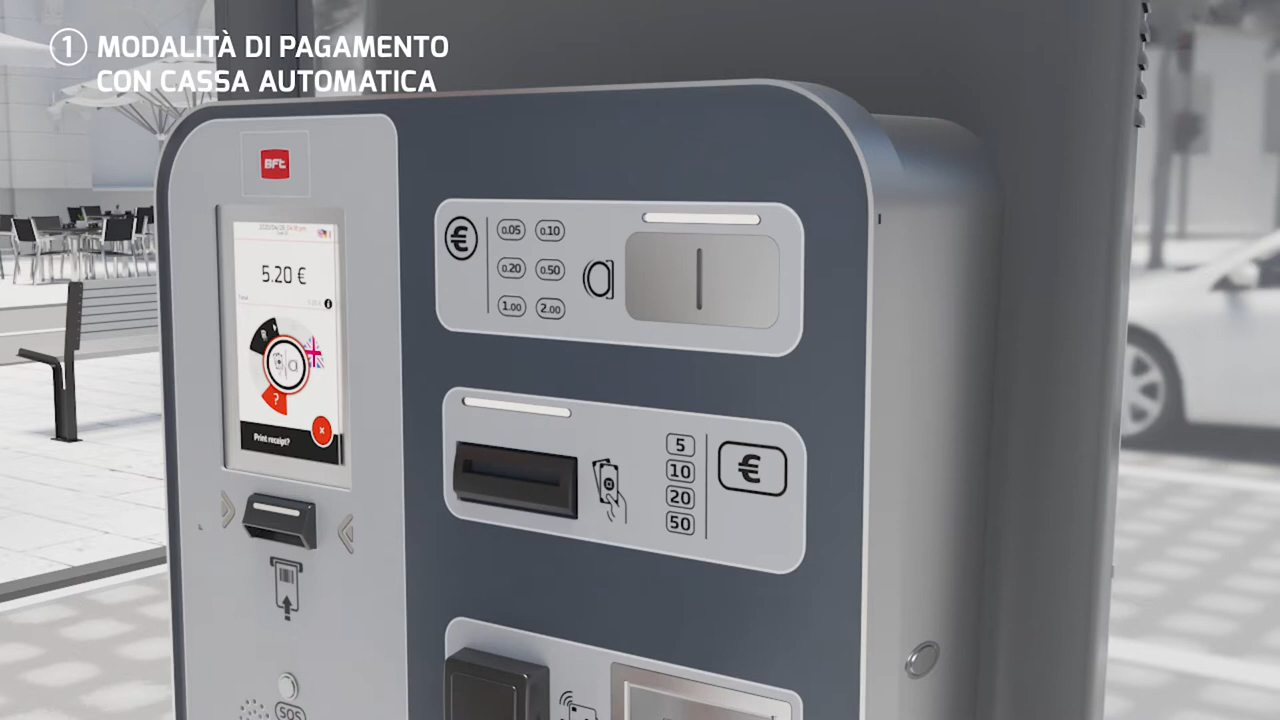 1 MODALITÀ DI PAGAMENTO
CON CASSA AUTOMATICA
BFT
5.20 €
?
x
Print receipt?
SOS
€
0.05 0.10
0.20 0.50
1.00 2.00
5
10
20
50
€